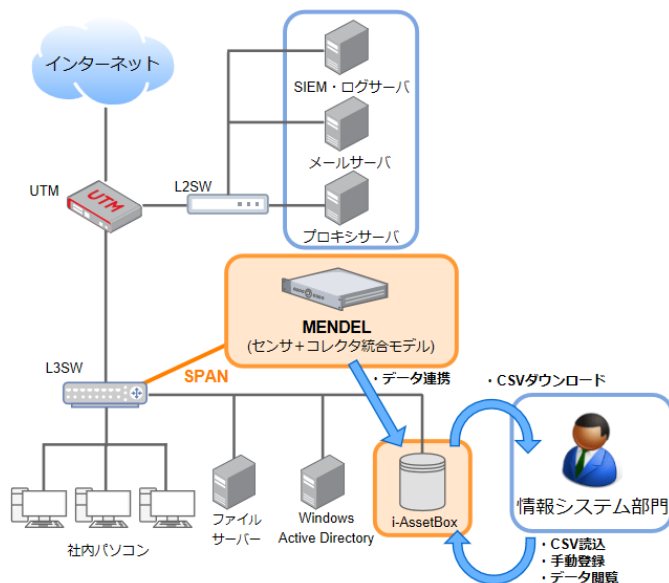 インターネット
SIEM・ログサーバ
メールサーバ
プロキシサーバ
UTM
UTM
L2SW
MENDEL
(センサ＋コレクタ統合モデル)
L3SW
SPAN
・データ連携
・CSVダウンロード
社内パソコン
ファイル
サーバー
Windows
Active Directory
i-AssetBox
情報システム部門
・CSV読込
・手動登録
・データ閲覧